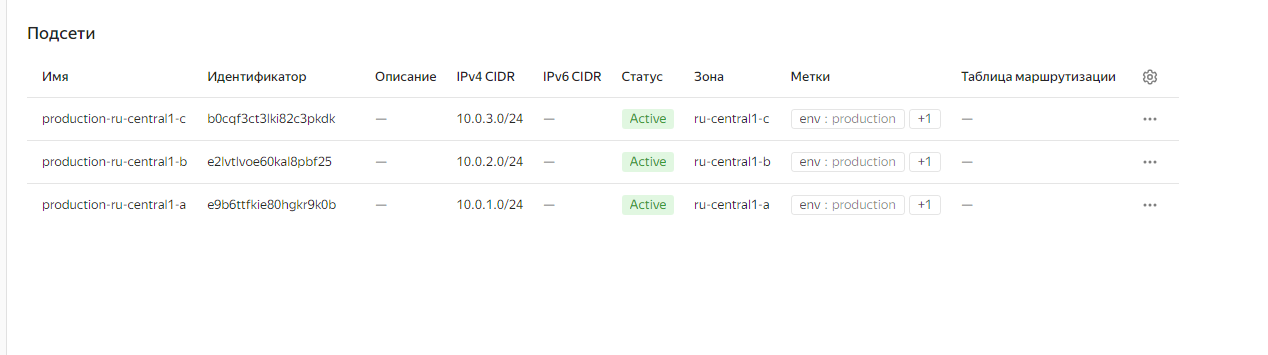 Подсети
Имя Идентификатор Описание IPv4 CIDR IPv6 CIDR Статус Зона Метки Таблица маршрутизации
production-ru-central1-c b0cqf3ct3lki82c3pkdk — 10.0.3.0/24 — Active ru-central1-c env : production +1 —
production-ru-central1-b e2lvtlvoe60kal8pbf25 — 10.0.2.0/24 — Active ru-central1-b env : production +1 —
production-ru-central1-a e9b6ttfkie80hgkr9k0b — 10.0.1.0/24 — Active ru-central1-a env : production +1 —